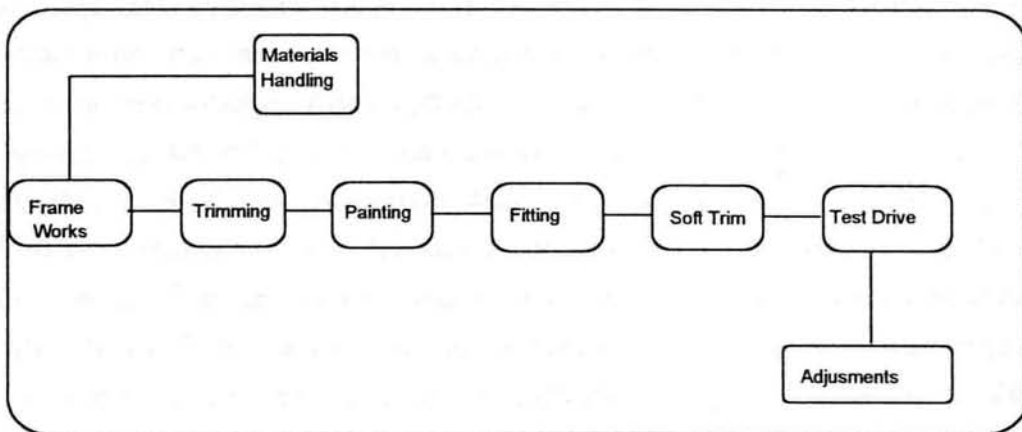 Materials
Handling
Frame
Works
Trimming
Painting
Fitting
Soft Trim
Test Drive
Adjusments